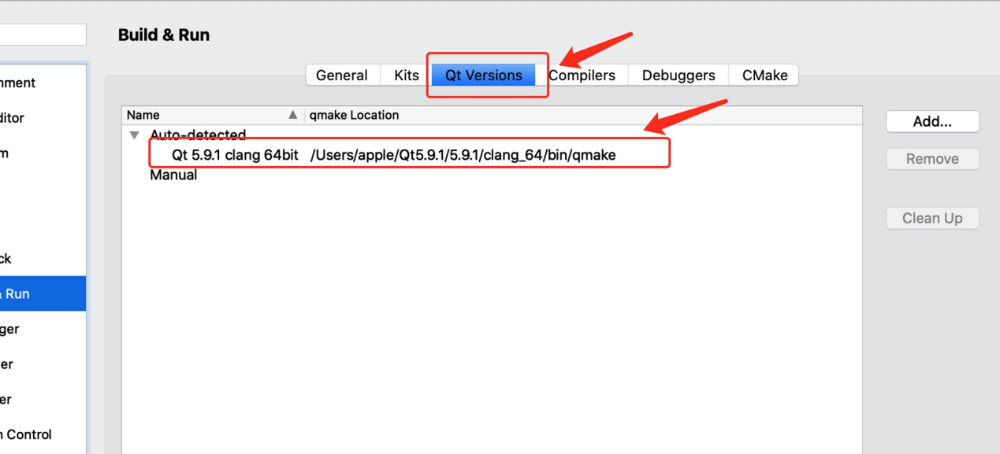 Build & Run
General Kits Qt Versions Compilers Debuggers CMake
Name qmake Location
Auto-detected
Qt 5.9.1 clang 64bit /Users/apple/Qt5.9.1/5.9.1/clang_64/bin/qmake
Manual
Add...
Remove
Clean Up
nment
ditor
m
ck
& Run
ger
er
er
n Control